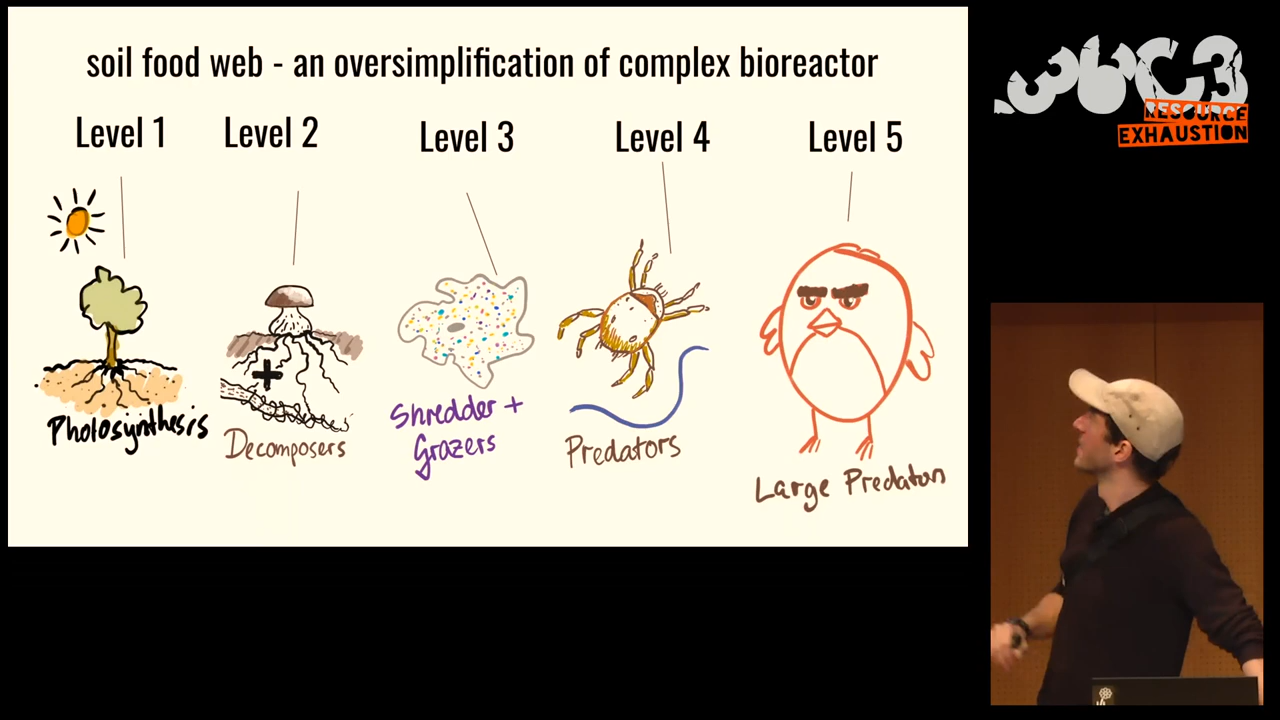 soil food web - an oversimplification of complex bioreactor
Level 1
Level 2
Level 3
Level 4
Level 5
Photosynthesis
Decomposers
Shredder +
Grazers
Predators
Large Predators
36C3
RESOURCE
EXHAUSTION